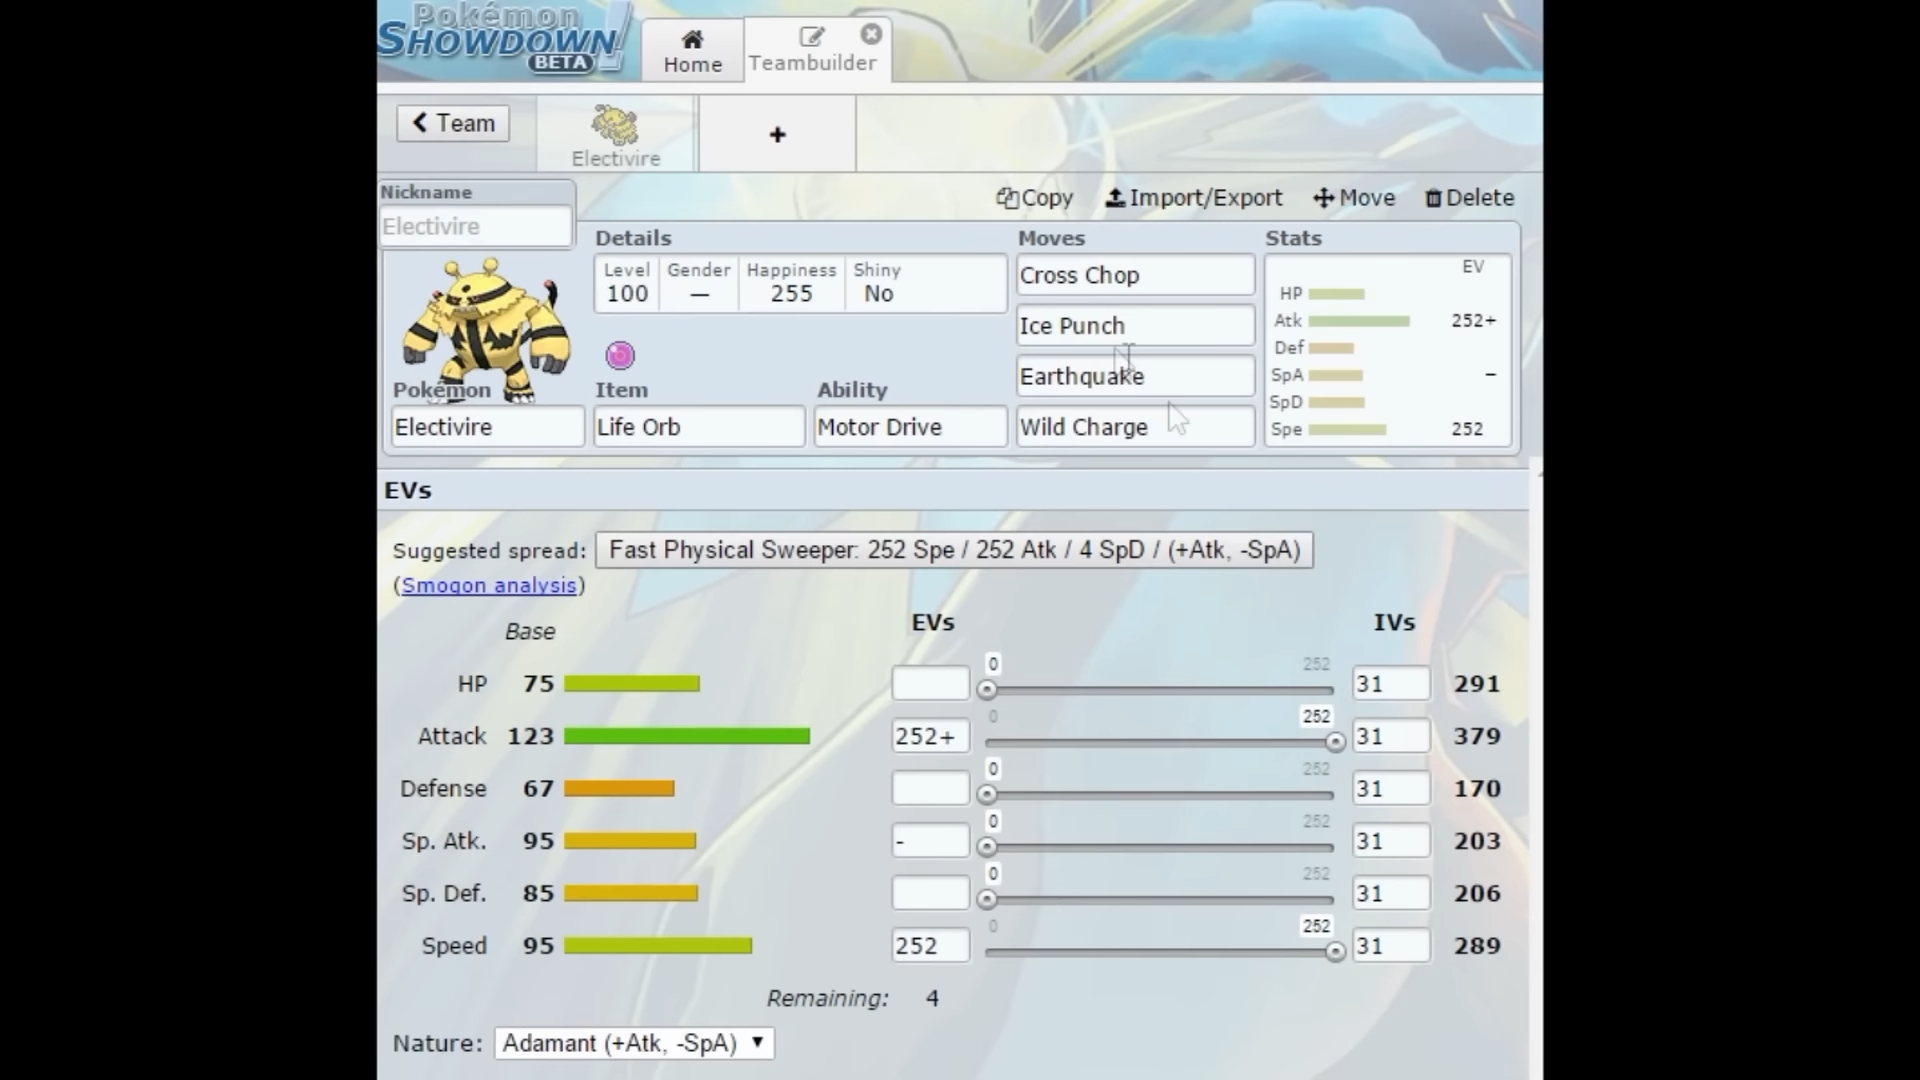 Pokémon
SHOWDOWN!
BETA
Home
Teambuilder
Team
Electivire
+
Nickname
Electivire
Copy Import/Export Move Delete
Details
Level Gender Happiness Shiny
100 — 255 No
Pokémon
Electivire
Item
Life Orb
Ability
Motor Drive
Moves
Cross Chop
Ice Punch
Earthquake
Wild Charge
Stats
EV
HP
Atk 252+
Def
SpA −
SpD
Spe 252
EVs
Suggested spread: Fast Physical Sweeper: 252 Spe / 252 Atk / 4 SpD / (+Atk, -SpA)
(Smogon analysis)
Base EVs IVs
HP 75 0 252 31 291
Attack 123 252+ 0 252 31 379
Defense 67 0 252 31 170
Sp. Atk. 95 - 0 252 31 203
Sp. Def. 85 0 252 31 206
Speed 95 252 0 252 31 289
Remaining: 4
Nature: Adamant (+Atk, -SpA)